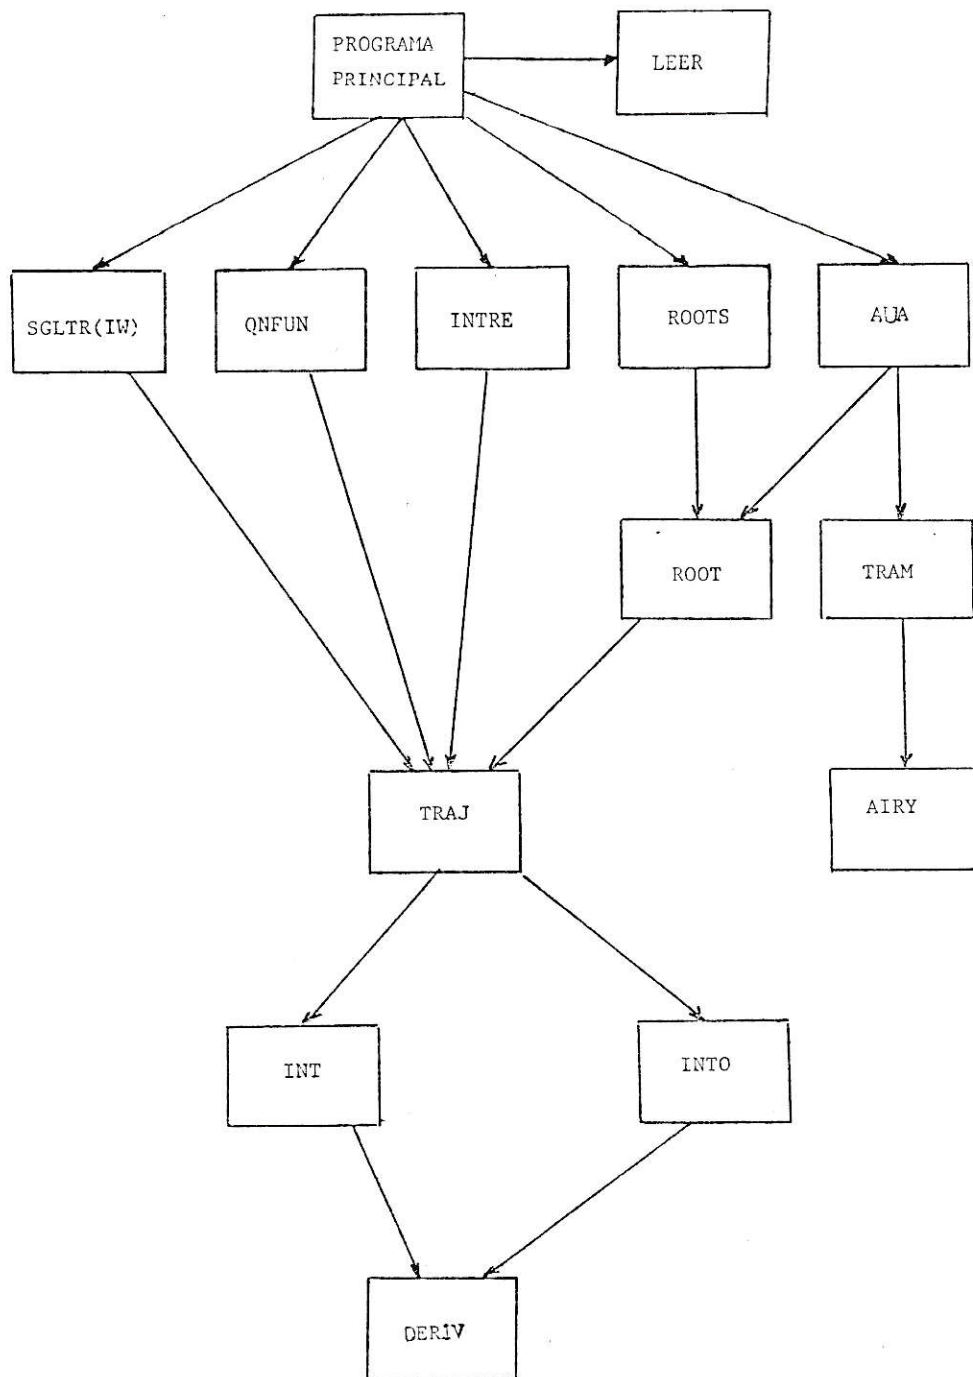 PROGRAMA
PRINCIPAL
LEER
SGLTR(IW)
QNFUN
INTRE
ROOTS
AUA
ROOT
TRAM
TRAJ
AIRY
INT
INTO
DERIV